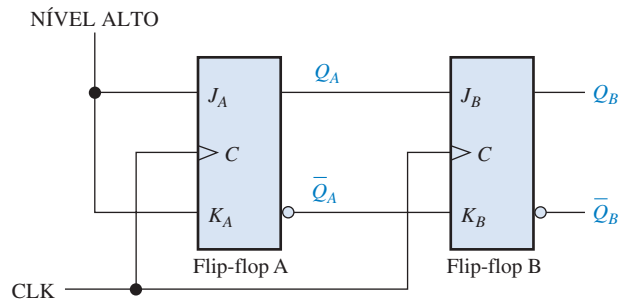 NÍVEL ALTO
Q_A
J_A
C
K_A
Q̅_A
Flip-flop A
J_B
C
K_B
Flip-flop B
Q_B
Q̅_B
CLK